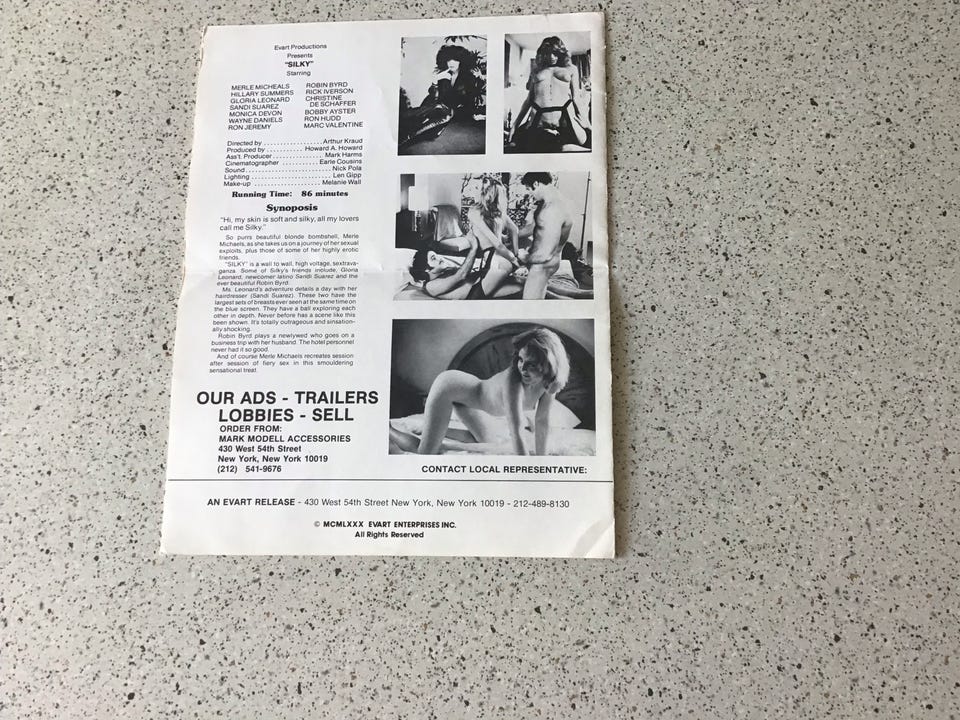 Evart Productions
Presents
"SILKY"
Starring
MERLE MICHEALS
HILLARY SUMMERS
GLORIA LEONARD
SANDI SUAREZ
MONICA DEVON
WAYNE DANIELS
RON JEREMY
ROBIN BYRD
RICK IVERSON
CHRISTINE
DE SCHAFFER
BOBBY AYSTER
RON HUDD
MARC VALENTINE
Directed by . . . . . . . . . . . . . . Arthur Kraud
Produced by . . . . . . . . . Howard A. Howard
Ass't. Producer . . . . . . . . . . . . Mark Harms
Cinematographer . . . . . . . . . Earle Cousins
Sound . . . . . . . . . . . . . . . . . . . . . Nick Pola
Lighting . . . . . . . . . . . . . . . . . . . . Len Gipp
Make-up . . . . . . . . . . . . . . . . . Melanie Wall
Running Time: 86 minutes
Synoposis
"Hi, my skin is soft and silky, all my lovers
call me Silky."
So purrs beautiful blonde bombshell, Merle
Michaels, as she takes us on a journey of her sexual
exploits, plus those of some of her highly erotic
friends.
"SILKY" is a wall to wall, high voltage, sextrava-
ganza. Some of Silky's friends include, Gloria
Leonard, newcomer latino Sandi Suarez and the
ever beautiful Robin Byrd.
Ms. Leonard's adventure details a day with her
hairdresser (Sandi Suarez). These two have the
largest sets of breasts ever seen at the same time on
the blue screen. They have a ball exploring each
other in depth. Never before has a scene like this
been shown. It's totally outrageous and sinsation-
ally shocking.
Robin Byrd plays a newlywed who goes on a
business trip with her husband. The hotel personnel
never had it so good.
And of course Merle Michaels recreates session
after session of fiery sex in this smouldering
sensational treat.
OUR ADS - TRAILERS
LOBBIES - SELL
ORDER FROM:
MARK MODELL ACCESSORIES
430 West 54th Street
New York, New York 10019
(212) 541-9676
CONTACT LOCAL REPRESENTATIVE:
AN EVART RELEASE - 430 West 54th Street New York, New York 10019 - 212-489-8130
© MCMLXXX EVART ENTERPRISES INC.
All Rights Reserved